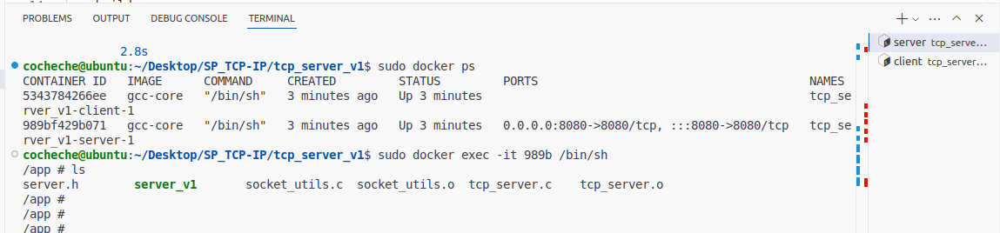 PROBLEMS OUTPUT DEBUG CONSOLE TERMINAL
2.8s
cocheche@ubuntu:~/Desktop/SP_TCP-IP/tcp_server_v1$ sudo docker ps
CONTAINER ID   IMAGE      COMMAND     CREATED         STATUS         PORTS                                       NAMES
5343784266ee   gcc-core   "/bin/sh"   3 minutes ago   Up 3 minutes                                               tcp_se
rver_v1-client-1
989bf429b071   gcc-core   "/bin/sh"   3 minutes ago   Up 3 minutes   0.0.0.0:8080->8080/tcp, :::8080->8080/tcp   tcp_se
rver_v1-server-1
cocheche@ubuntu:~/Desktop/SP_TCP-IP/tcp_server_v1$ sudo docker exec -it 989b /bin/sh
/app # ls
server.h        server_v1       socket_utils.c  socket_utils.o  tcp_server.c    tcp_server.o
/app #
/app #
/app #
server tcp_serve...
client tcp_server...